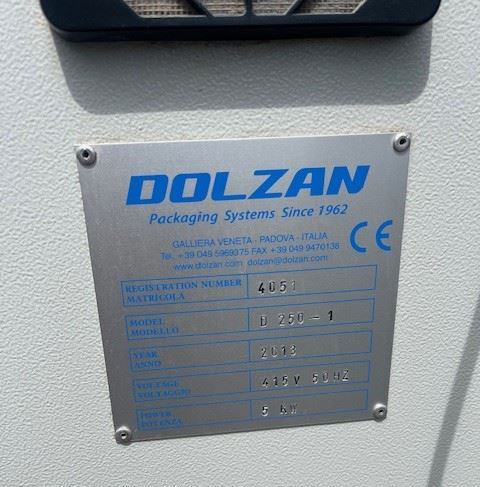 DOLZAN
Packaging Systems Since 1962
GALLIERA VENETA - PADOVA - ITALIA
Tel. +39 049 5969375 FAX +39 049 9470138
www.dolzan.com dolzan@dolzan.com
CE
REGISTRATION NUMBER 4051
MATRICOLA
MODEL D 250-1
MODELLO
YEAR 2013
ANNO
VOLTAGE 415V 50HZ
VOLTAGGIO
POWER 5 KW
POTENZA